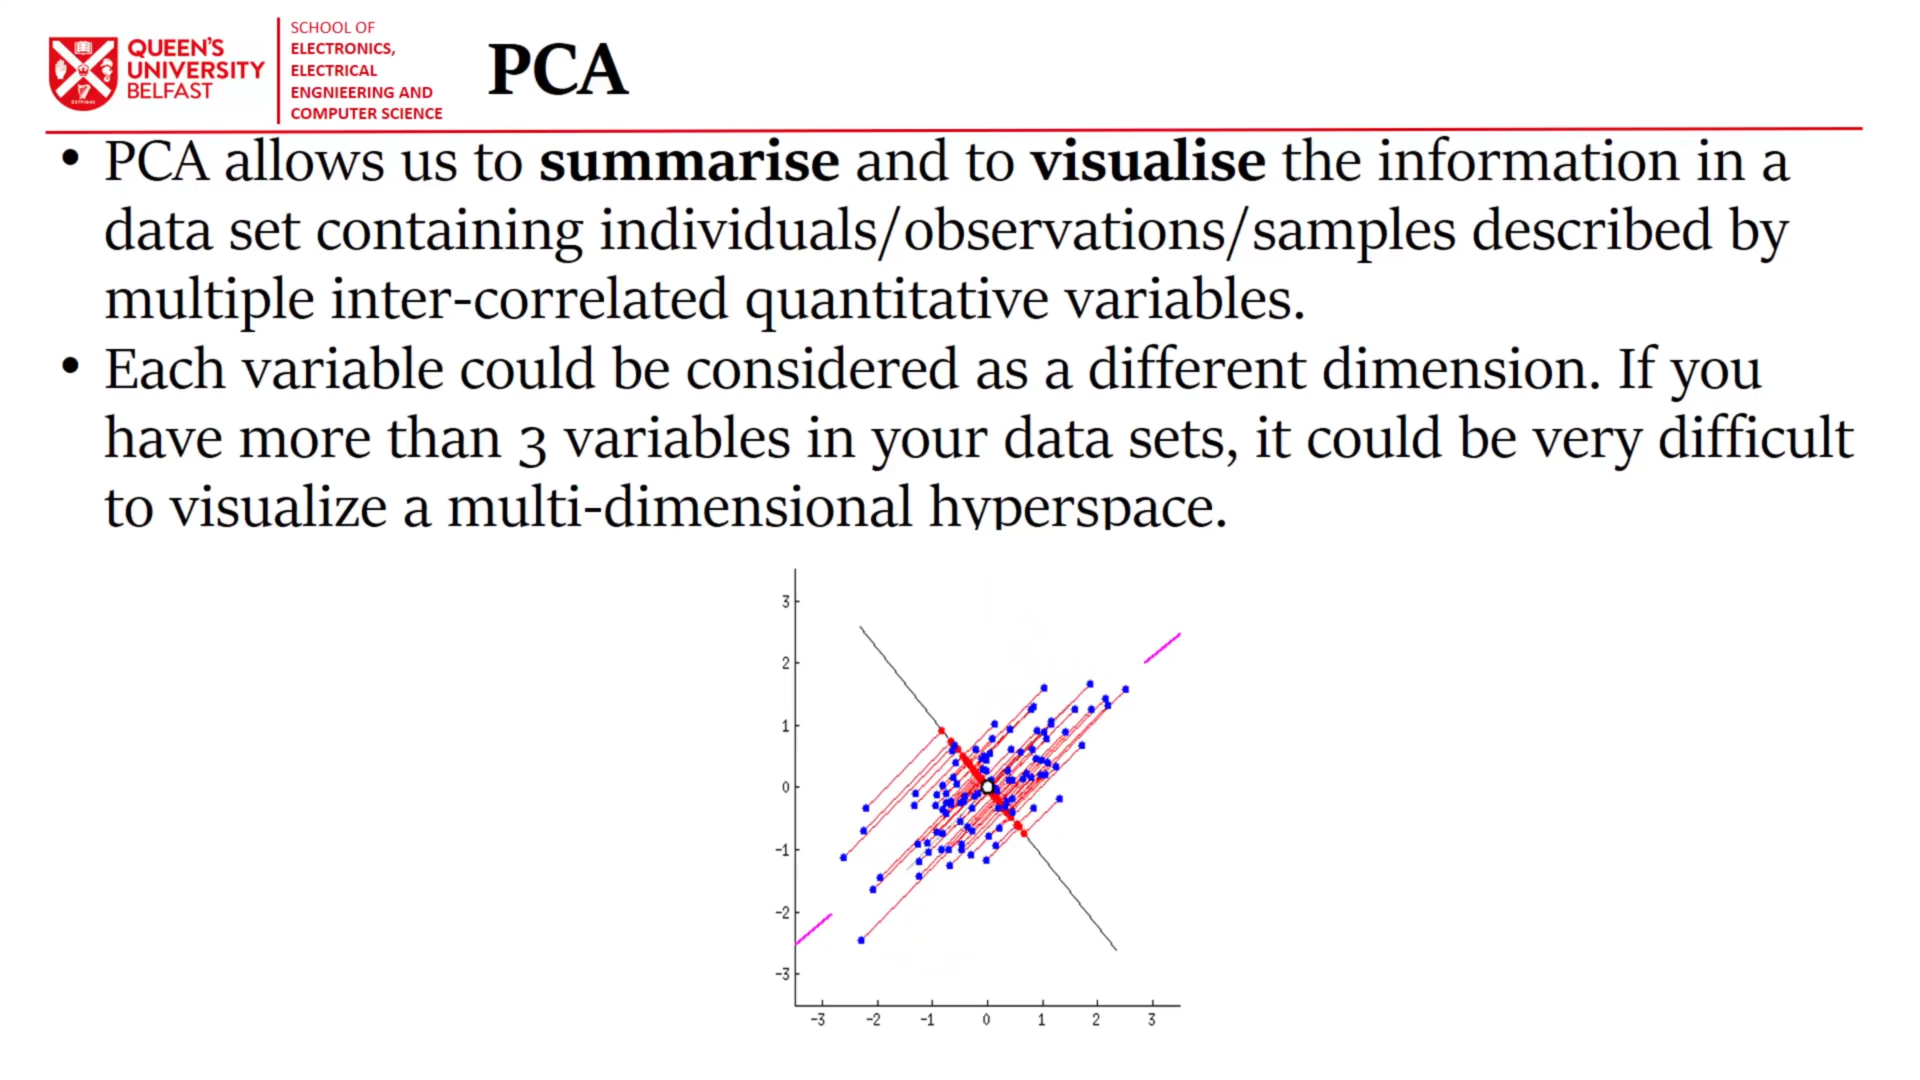 QUEEN'S
UNIVERSITY
BELFAST
SCHOOL OF
ELECTRONICS,
ELECTRICAL
ENGNIEERING AND
COMPUTER SCIENCE
PCA
• PCA allows us to summarise and to visualise the information in a
data set containing individuals/observations/samples described by
multiple inter-correlated quantitative variables.
• Each variable could be considered as a different dimension. If you
have more than 3 variables in your data sets, it could be very difficult
to visualize a multi-dimensional hyperspace.
3
2
1
0
-1
-2
-3
-3 -2 -1 0 1 2 3